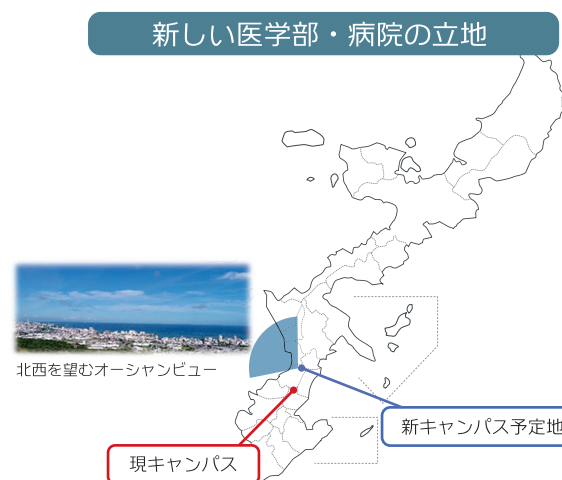 新しい医学部・病院の立地
北西を望むオーシャンビュー
新キャンパス予定地
現キャンパス